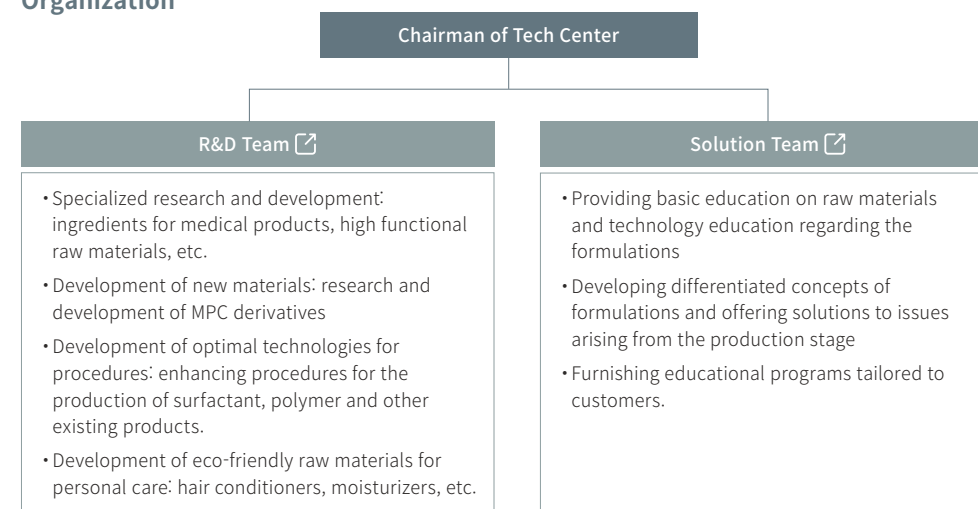 Organization
Chairman of Tech Center
R&D Team
• Specialized research and development:
ingredients for medical products, high functional
raw materials, etc.
• Development of new materials: research and
development of MPC derivatives
• Development of optimal technologies for
procedures: enhancing procedures for the
production of surfactant, polymer and other
existing products.
• Development of eco-friendly raw materials for
personal care: hair conditioners, moisturizers, etc.
Solution Team
• Providing basic education on raw materials
and technology education regarding the
formulations
• Developing differentiated concepts of
formulations and offering solutions to issues
arising from the production stage
• Furnishing educational programs tailored to
customers.